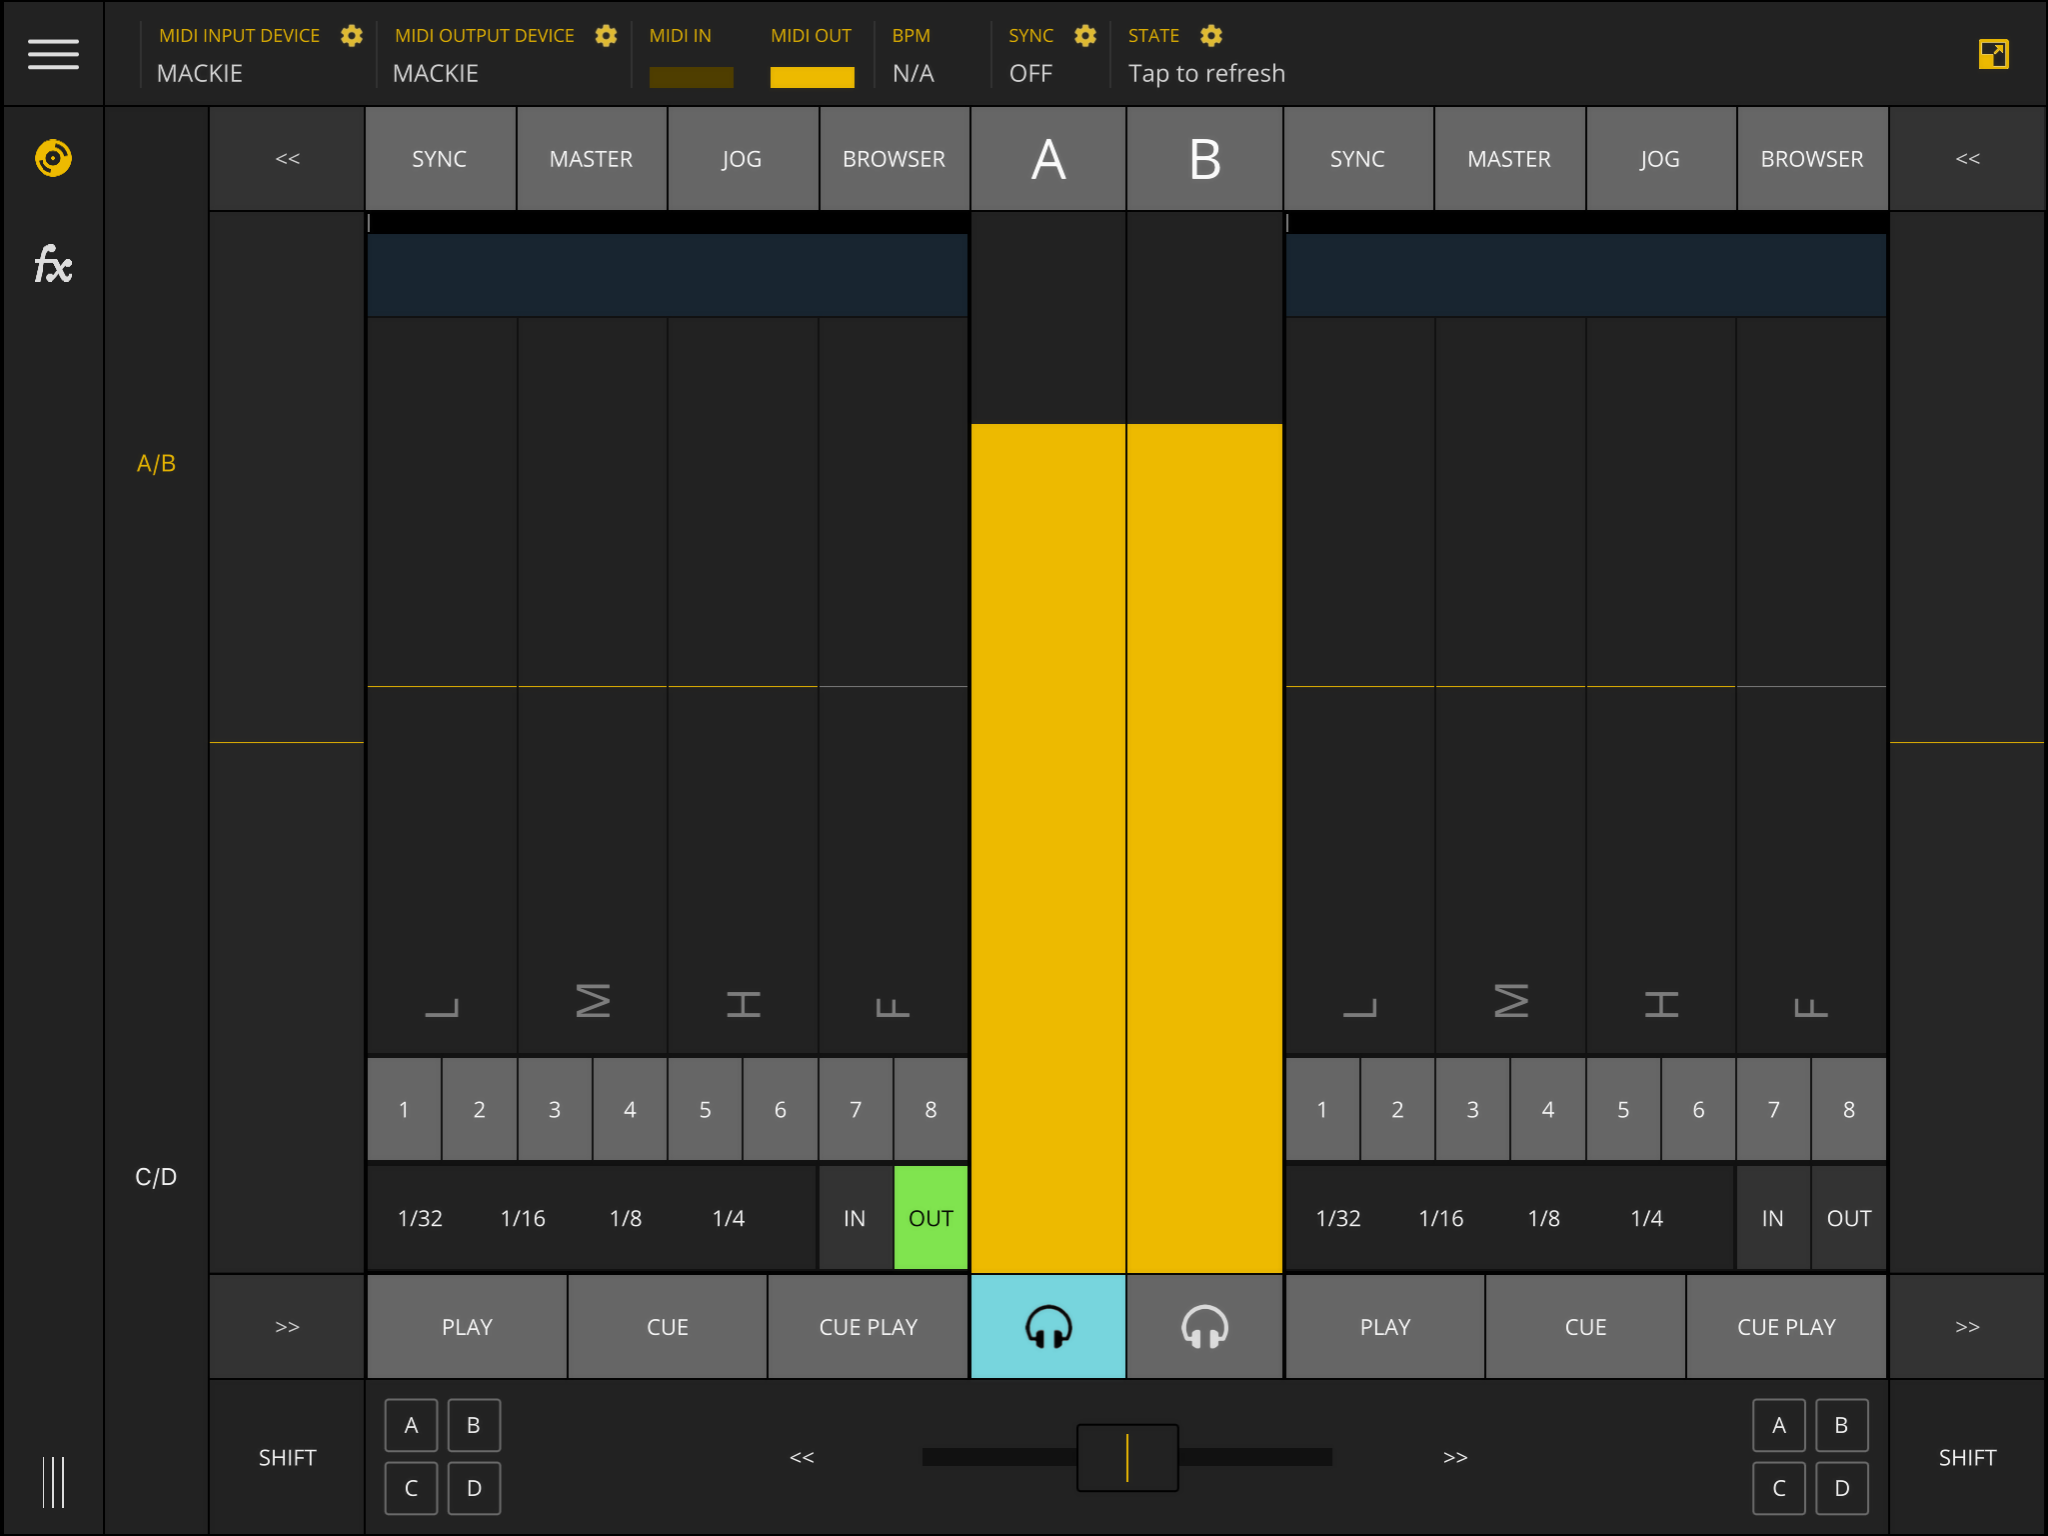 MIDI INPUT DEVICE MIDI OUTPUT DEVICE MIDI IN MIDI OUT BPM SYNC STATE
MACKIE MACKIE N/A OFF Tap to refresh
<< SYNC MASTER JOG BROWSER A B SYNC MASTER JOG BROWSER <<
fx
A/B
L M H F L M H F
1 2 3 4 5 6 7 8 1 2 3 4 5 6 7 8
C/D
1/32 1/16 1/8 1/4 IN OUT 1/32 1/16 1/8 1/4 IN OUT
>> PLAY CUE CUE PLAY PLAY CUE CUE PLAY >>
A B A B
SHIFT << >> SHIFT
C D C D